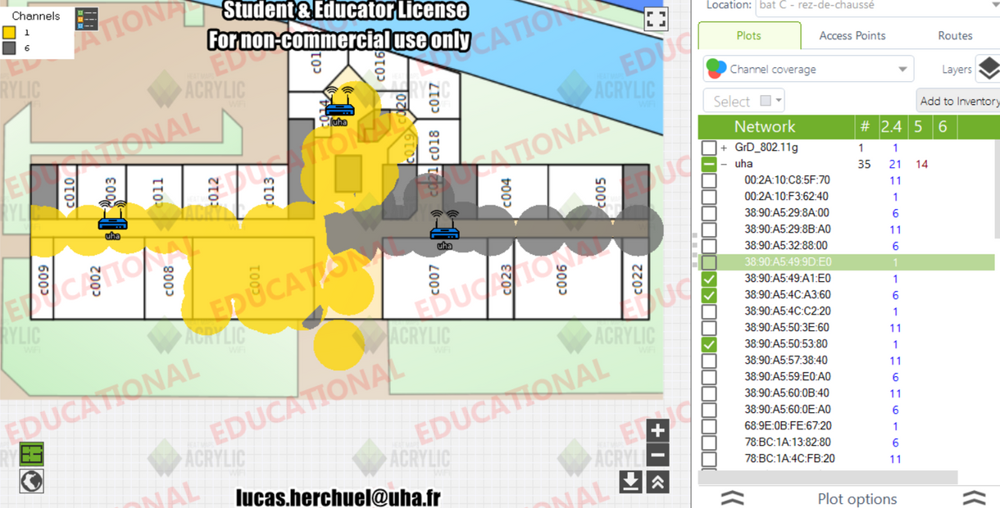 Student & Educator License
For non-commercial use only
Channels
1
6
c016
c017
c014
c020
c018
c019
c021
uha
c010
c003
c011
c012
c013
c004
c005
uha
uha
c009
c002
c008
c001
c007
c023
c006
c022
EDUCATIONAL
ACRYLIC
WiFi
lucas.herchuel@uha.fr
Location: bat C - rez-de-chaussé
Plots Access Points Routes
Channel coverage Layers
Select Add to Inventory
Network # 2.4 5 6
+ GrD_802.11g 1 1
− uha 35 21 14
00:2A:10:C8:5F:70 11
00:2A:10:F3:62:40 1
38:90:A5:29:8A:00 6
38:90:A5:29:8B:A0 11
38:90:A5:32:88:00 6
38:90:A5:49:9D:E0 1
38:90:A5:49:A1:E0 1
38:90:A5:4C:A3:60 6
38:90:A5:4C:C2:20 1
38:90:A5:50:3E:60 11
38:90:A5:50:53:80 1
38:90:A5:57:38:40 11
38:90:A5:59:E0:A0 6
38:90:A5:60:0B:40 11
38:90:A5:60:0E:A0 6
68:9E:0B:FE:67:20 1
78:BC:1A:13:82:80 6
78:BC:1A:4C:FB:20 11
Plot options